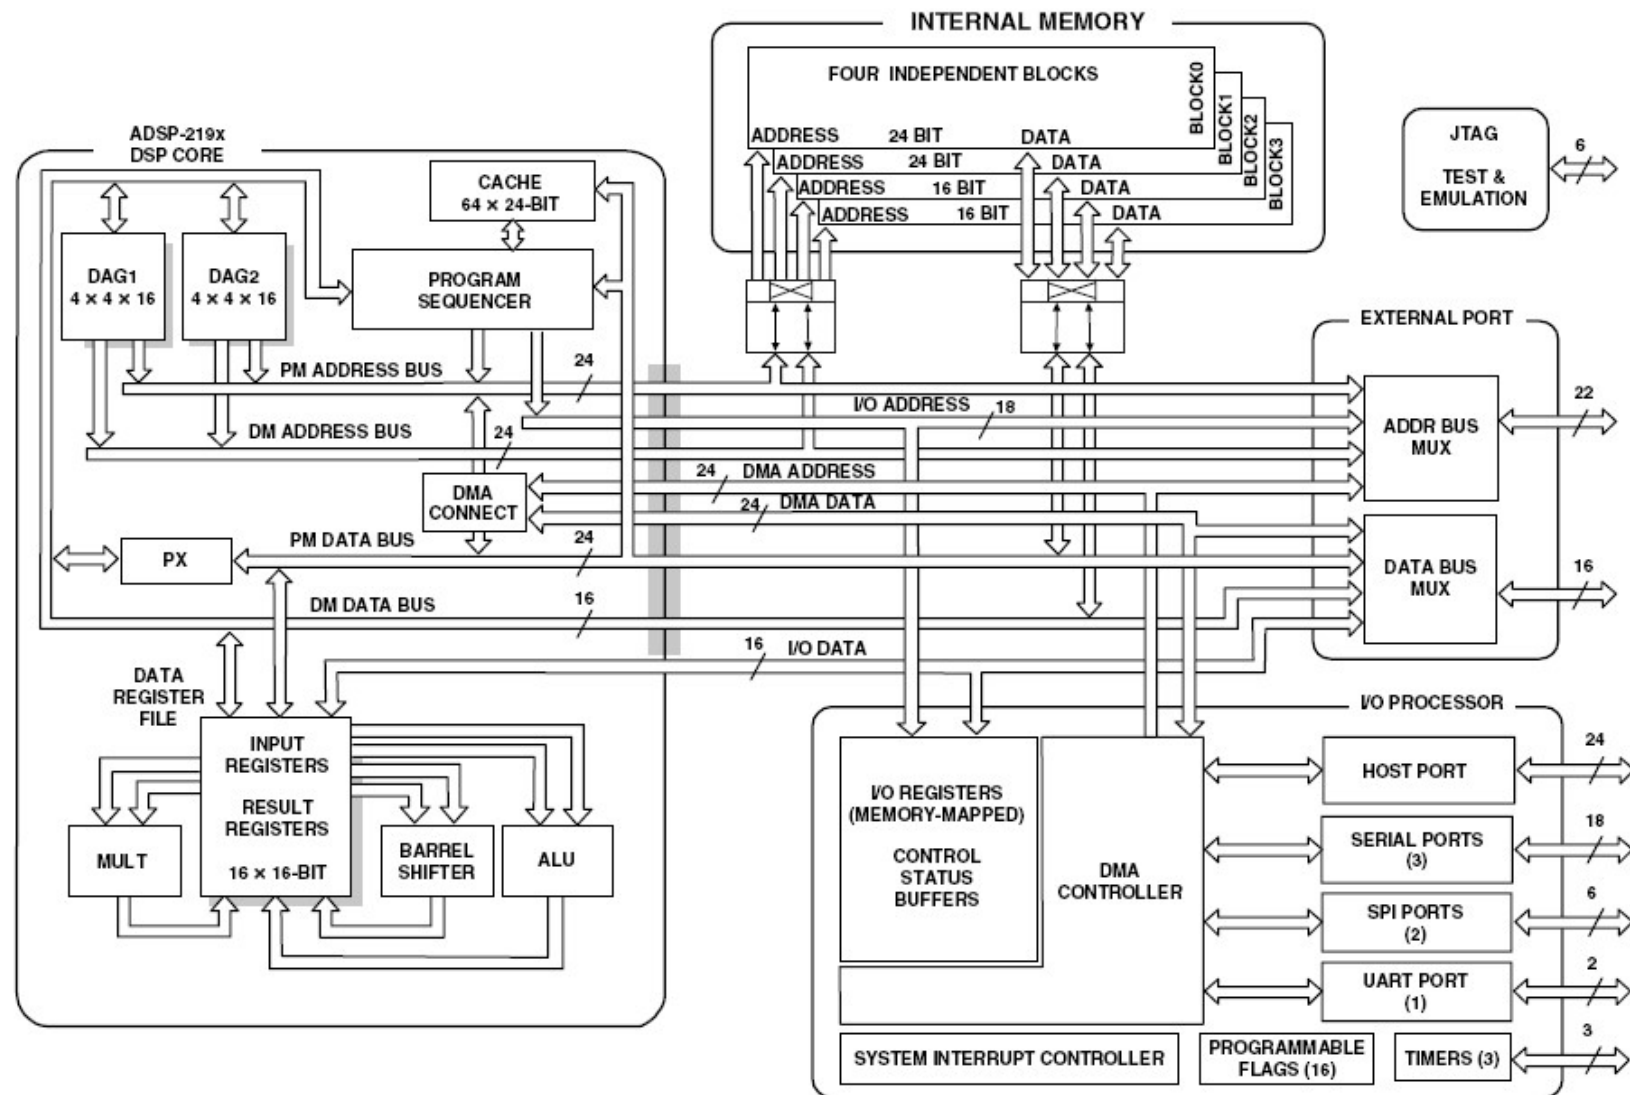 INTERNAL MEMORY
FOUR INDEPENDENT BLOCKS
BLOCK0
BLOCK1
BLOCK2
BLOCK3
ADDRESS 24 BIT DATA
ADDRESS 24 BIT DATA
ADDRESS 16 BIT DATA
ADDRESS 16 BIT DATA
JTAG
TEST &
EMULATION
6
ADSP-219x
DSP CORE
CACHE
64 × 24-BIT
DAG1
4 × 4 × 16
DAG2
4 × 4 × 16
PROGRAM
SEQUENCER
PM ADDRESS BUS
24
I/O ADDRESS
18
DM ADDRESS BUS
24
DMA ADDRESS
24
DMA CONNECT
DMA DATA
24
PX
PM DATA BUS
24
DM DATA BUS
16
I/O DATA
16
EXTERNAL PORT
ADDR BUS
MUX
22
DATA BUS
MUX
16
DATA
REGISTER
FILE
INPUT
REGISTERS
RESULT
REGISTERS
16 × 16-BIT
MULT
BARREL
SHIFTER
ALU
I/O PROCESSOR
I/O REGISTERS
(MEMORY-MAPPED)
CONTROL
STATUS
BUFFERS
DMA
CONTROLLER
HOST PORT
24
SERIAL PORTS
(3)
18
SPI PORTS
(2)
6
UART PORT
(1)
2
SYSTEM INTERRUPT CONTROLLER
PROGRAMMABLE
FLAGS (16)
TIMERS (3)
3